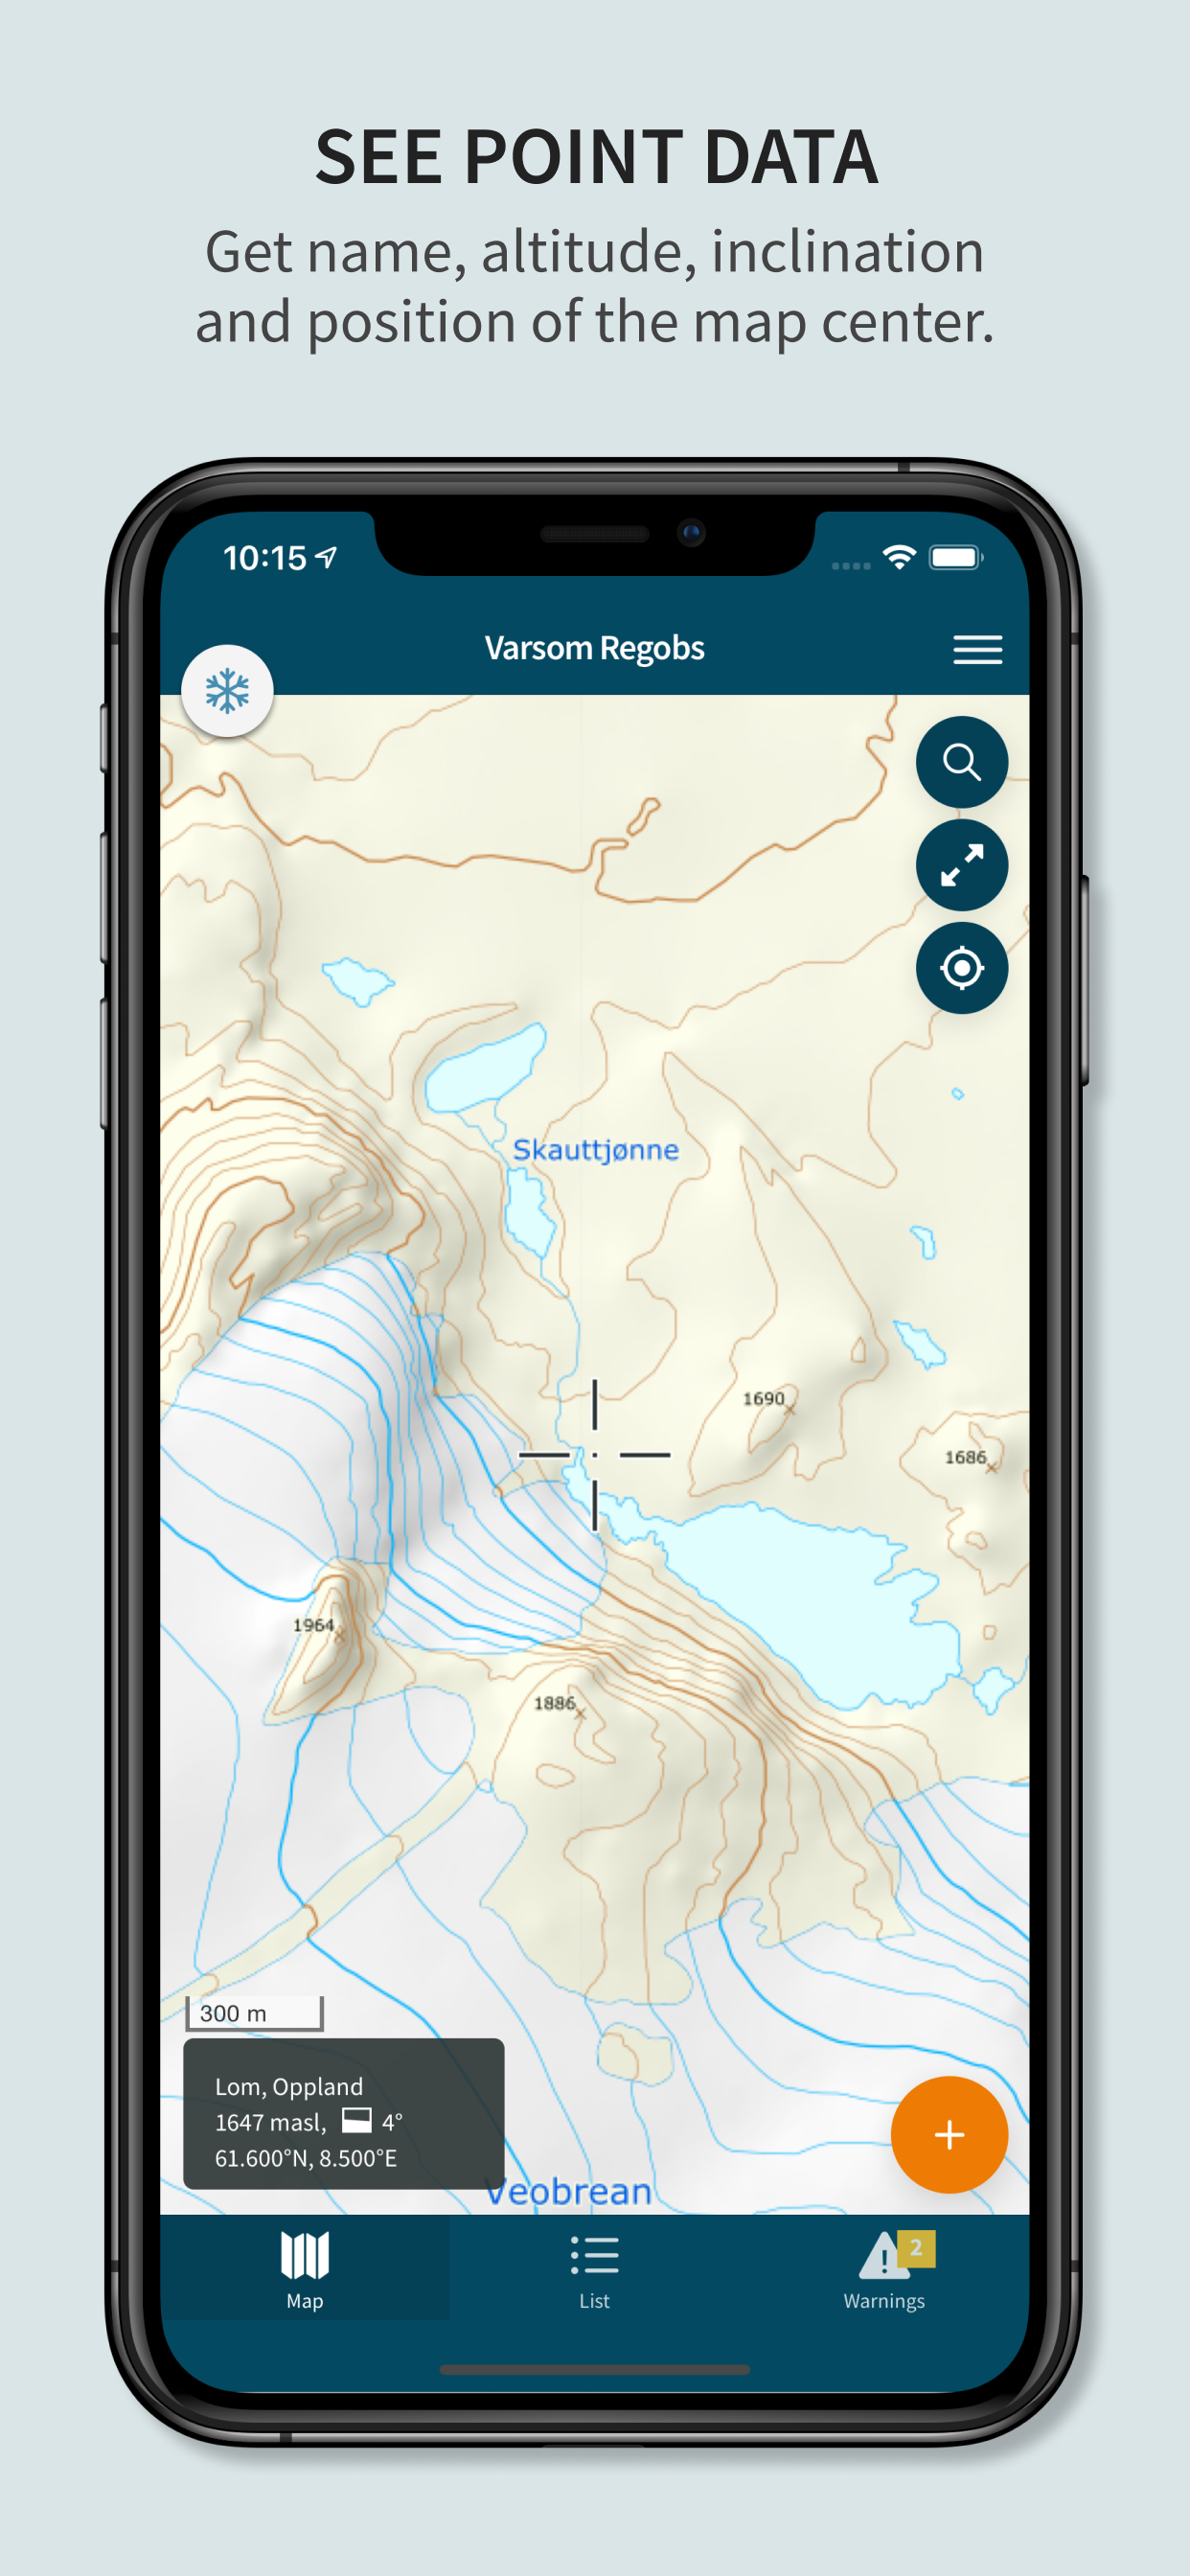 SEE POINT DATA
Get name, altitude, inclination
and position of the map center.
10:15
Varsom Regobs
Skauttjønne
1690
1686
1964
1886
300 m
Lom, Oppland
1647 masl, 4°
61.600°N, 8.500°E
Veobrean
2
Map
List
Warnings